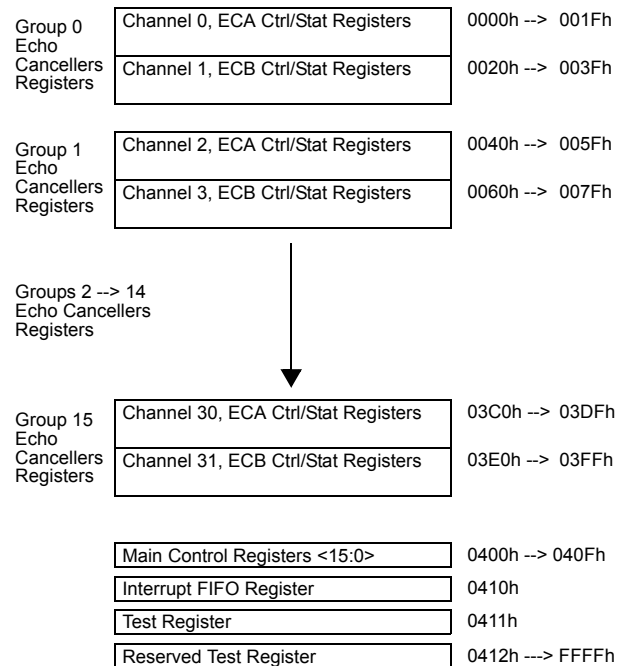 Group 0
Echo
Cancellers
Registers
Channel 0, ECA Ctrl/Stat Registers
0000h --> 001Fh
Channel 1, ECB Ctrl/Stat Registers
0020h --> 003Fh
Group 1
Echo
Cancellers
Registers
Channel 2, ECA Ctrl/Stat Registers
0040h --> 005Fh
Channel 3, ECB Ctrl/Stat Registers
0060h --> 007Fh
Groups 2 --> 14
Echo Cancellers
Registers
Group 15
Echo
Cancellers
Registers
Channel 30, ECA Ctrl/Stat Registers
03C0h --> 03DFh
Channel 31, ECB Ctrl/Stat Registers
03E0h --> 03FFh
Main Control Registers <15:0>
0400h --> 040Fh
Interrupt FIFO Register
0410h
Test Register
0411h
Reserved Test Register
0412h ---> FFFFh